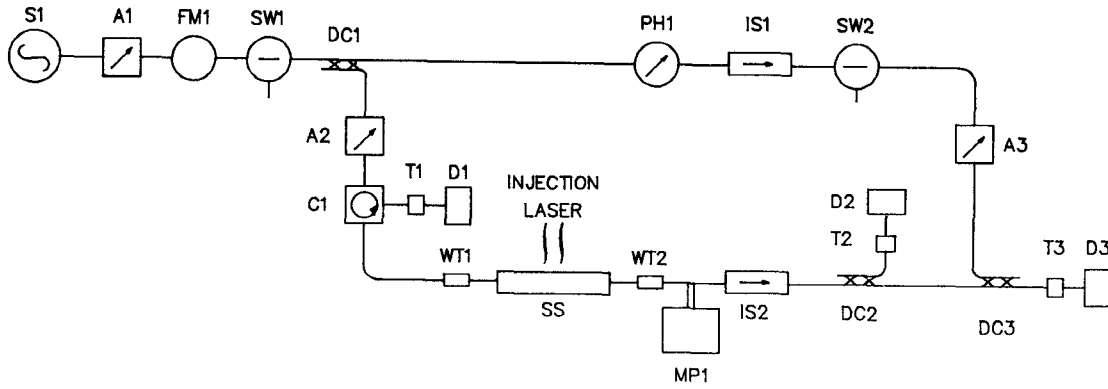 S1 A1 FM1 SW1 DC1 PH1 IS1 SW2
A2 A3
T1 D1 INJECTION
LASER
C1
D2
T2
WT1 WT2 T3 D3
SS IS2 DC2 DC3
MP1